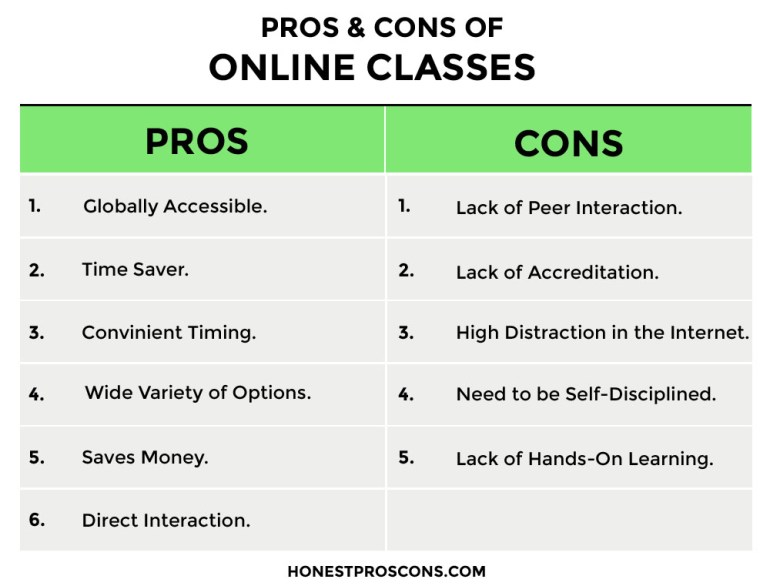 PROS & CONS OF
ONLINE CLASSES
PROS
CONS
1. Globally Accessible.
1. Lack of Peer Interaction.
2. Time Saver.
2. Lack of Accreditation.
3. Convinient Timing.
3. High Distraction in the Internet.
4. Wide Variety of Options.
4. Need to be Self-Disciplined.
5. Saves Money.
5. Lack of Hands-On Learning.
6. Direct Interaction.
HONESTPROSCONS.COM